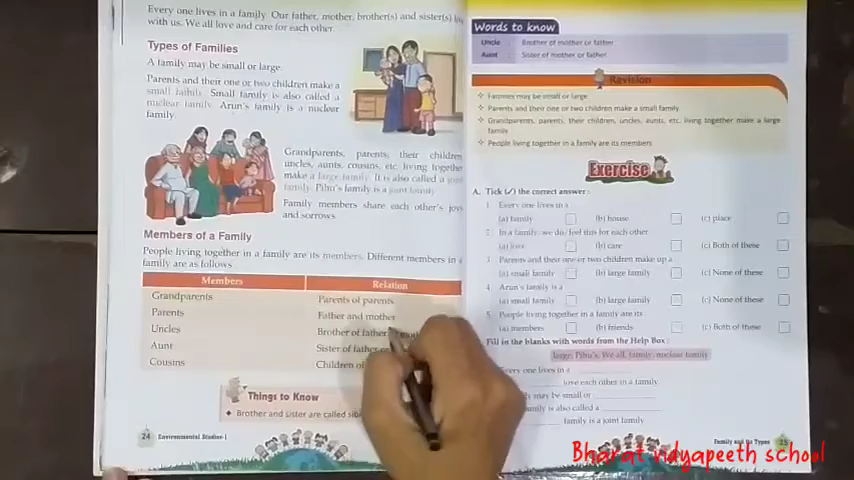 Every one lives in a family. Our father, mother, brother(s) and sister(s)
with us. We all love and care for each other.
Types of Families
A family may be small or large.
Parents and their one or two children make a
small family. Small family is also called a
nuclear family. Arun's family is a nuclear
family.
Grandparents, parents, their children
uncles, aunts, cousins, etc. living together
make a large family. It is also called a
family. Pihu's family is a joint family.
Family members share each other's joys
and sorrows.
Members of a Family
People living together in a family are its members. Different members in a
family are as follows
Members Relation
Grandparents Parents of parents
Parents Father and mother
Uncles Brother of father
Aunt Sister of father
Cousins Children of
Things to Know
Brother and sister are called
24 Environmental Studies-1
Words to know
Uncle : Brother of mother or father
Aunt : Sister of mother or father
Revision
Families may be small or large.
Parents and their one or two children make a small family.
Grandparents, parents, their children, uncles, aunts, etc. living together make a large
family
People living together in a family are its members
Exercise
A. Tick (✓) the correct answer :
1. Every one lives in a
(a) family (b) house (c) place
2. In a family, we do/feel this for each other
(a) love (b) care (c) Both of these
3. Parents and their one or two children make up a
(a) small family (b) large family (c) None of these
4. Arun's family is a
(a) small family (b) large family (c) None of these
5. People living together in a family are its
(a) members (b) friends (c) Both of these
Fill in the blanks with words from the Help Box :
large, Pihu's, We all, family, nuclear family
Every one lives in a
love each other in a family
may be small or
family is also called a
family is a joint family
Family and Its Types 25
Bharat vidyapeeth school